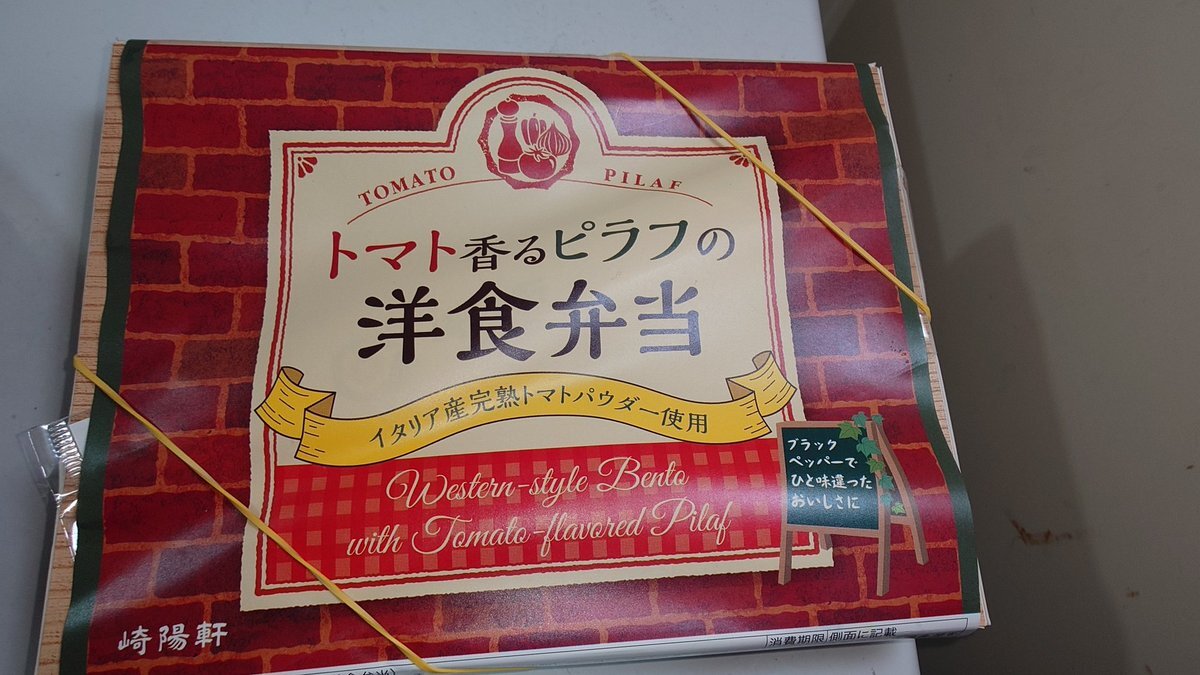 TOMATO PILAF
トマト香るピラフの
洋食弁当
イタリア産完熟トマトパウダー使用
Western-style Bento
with Tomato-flavored Pilaf
ブラック
ペッパーで
ひと味違った
おいしさに
崎陽軒
消費期限 側面に記載